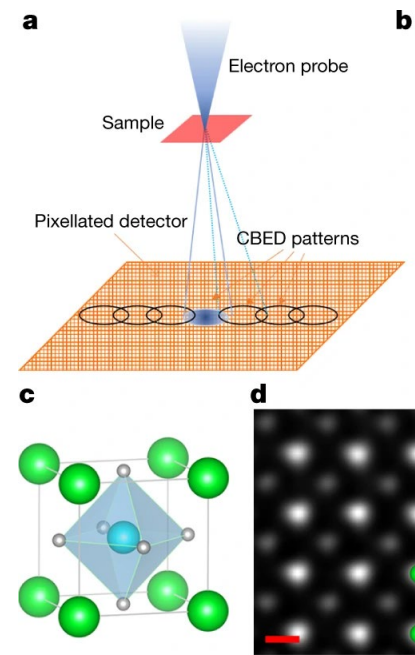 a
b
Electron probe
Sample
Pixellated detector
CBED patterns
c
d